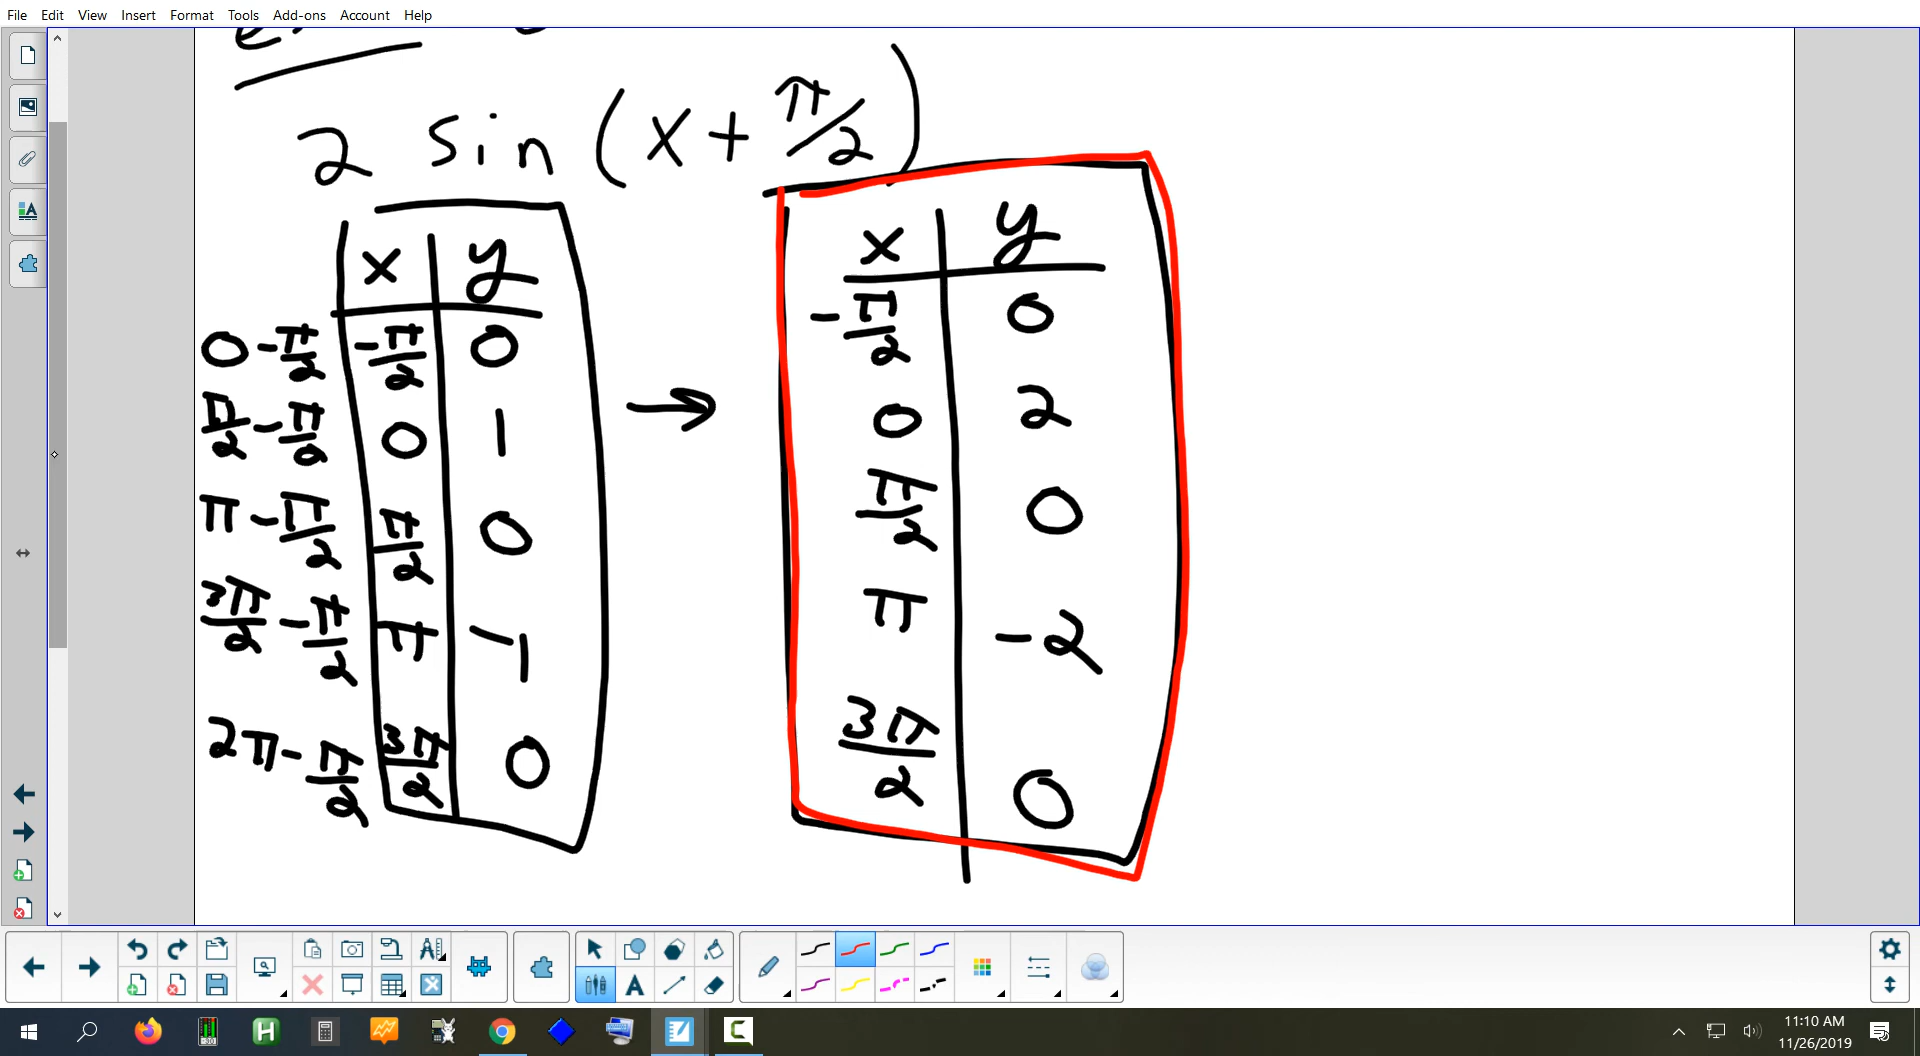 File Edit View Insert Format Tools Add-ons Account Help
2 sin (x + π/2)
x y
0 - π/2 -π/2 0
π/2 - π/2 0 1
π - π/2 π/2 0
3π/2 - π/2 π -1
2π - π/2 3π/2 0
→
x y
-π/2 0
0 2
π/2 0
π -2
3π/2 0
11:10 AM
11/26/2019